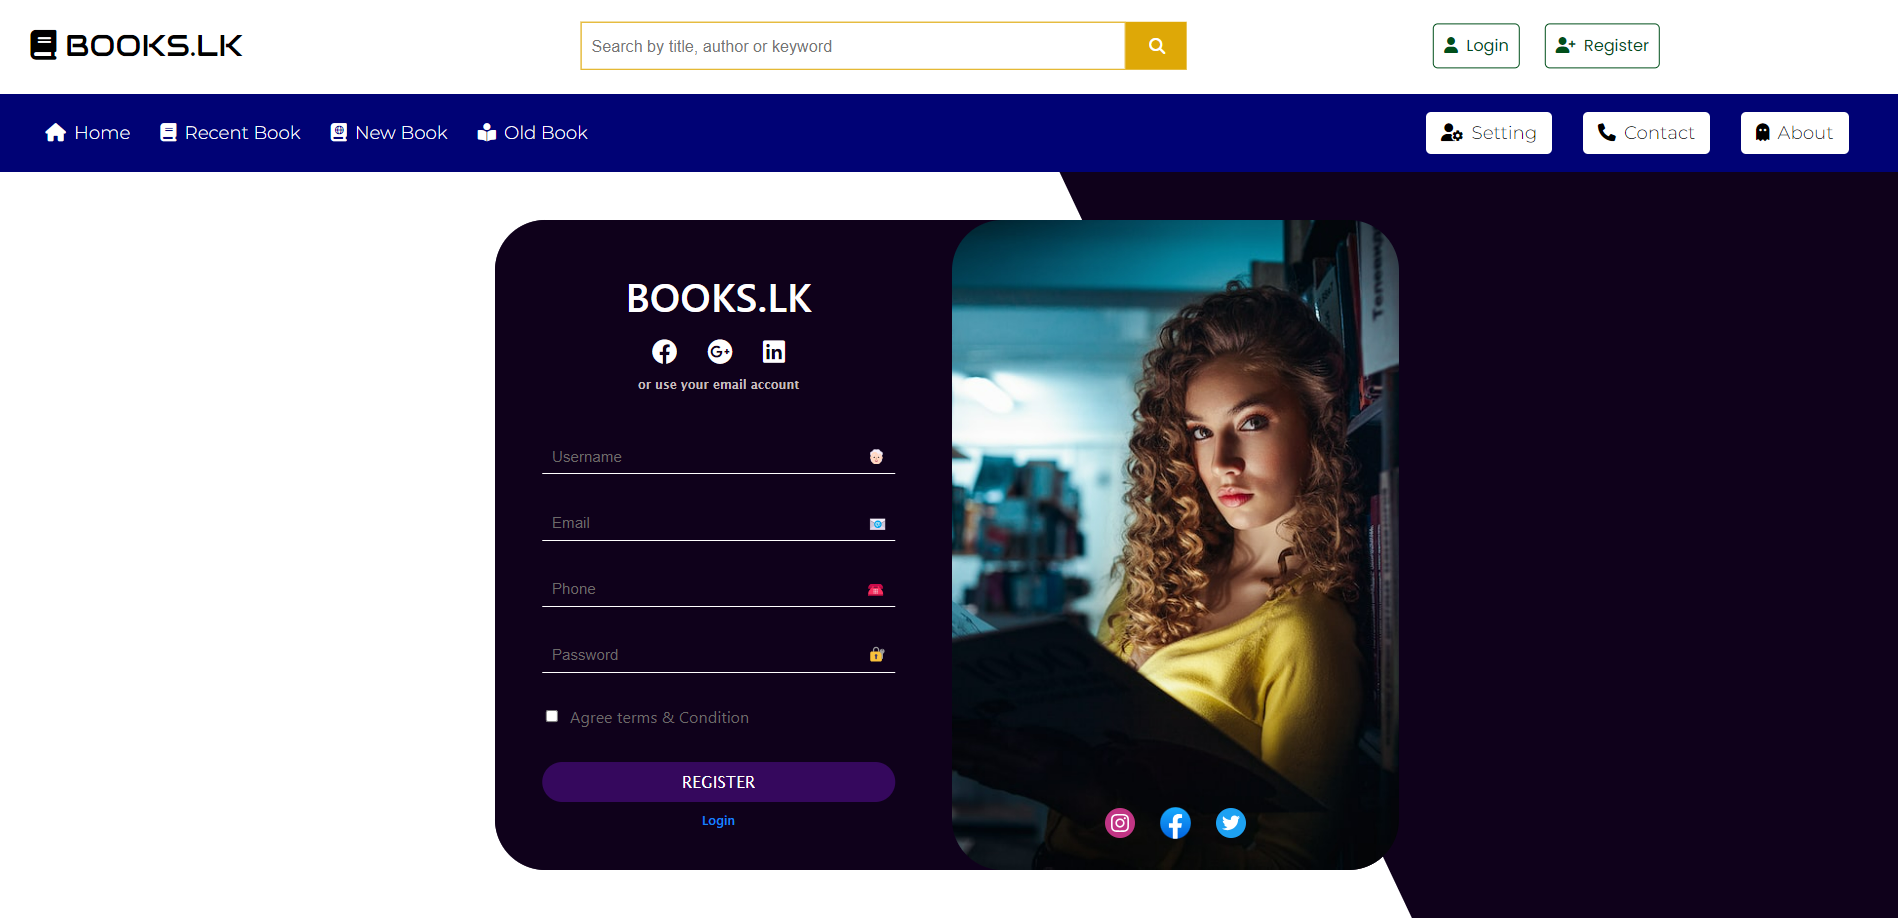 BOOKS.LK
Search by title, author or keyword
Login
Register
Home
Recent Book
New Book
Old Book
Setting
Contact
About
BOOKS.LK
or use your email account
Username
Email
Phone
Password
Agree terms & Condition
REGISTER
Login